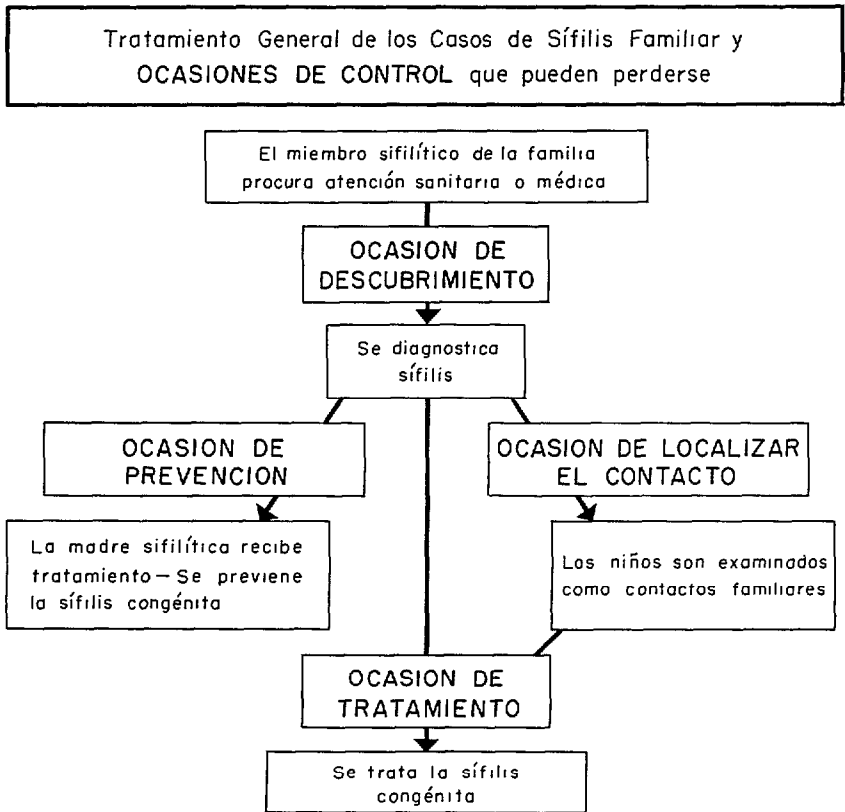 Tratamiento General de los Casos de Sífilis Familiar y
OCASIONES DE CONTROL que pueden perderse
El miembro sifilítico de la familia
procura atención sanitaria o médica
OCASION DE
DESCUBRIMIENTO
Se diagnostica
sífilis
OCASION DE
PREVENCION
OCASION DE LOCALIZAR
EL CONTACTO
La madre sifilítica recibe
tratamiento — Se previene
la sífilis congénita
Los niños son examinados
como contactos familiares
OCASION DE
TRATAMIENTO
Se trata la sífilis
congénita